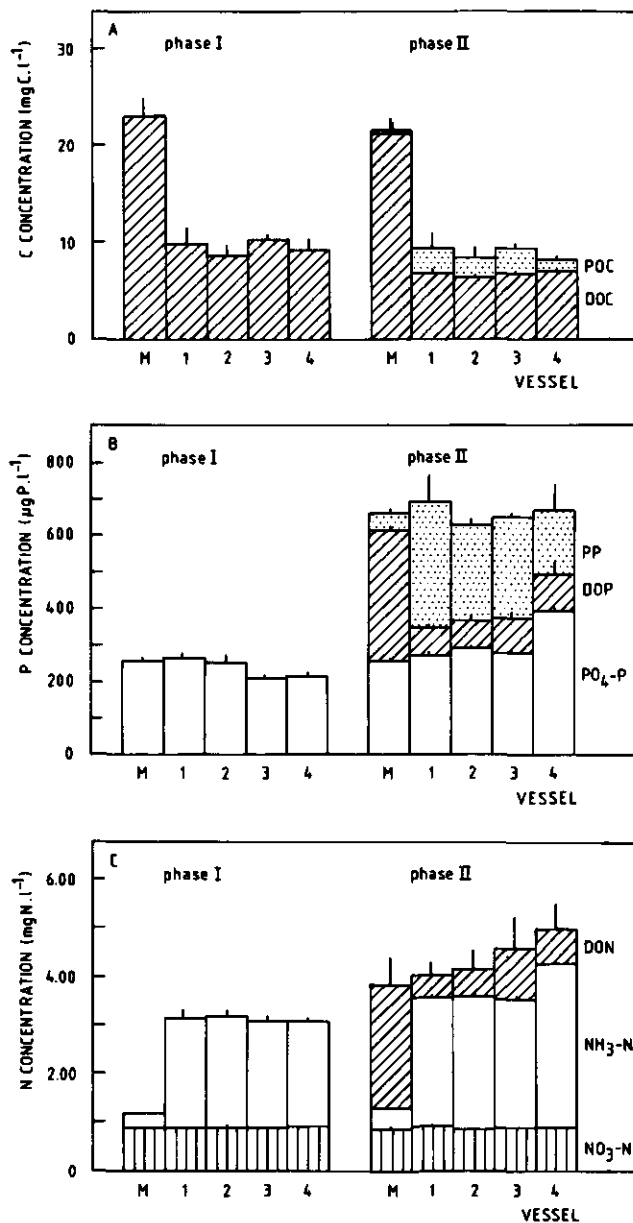 A
phase I phase II
C CONCENTRATION (mgC.l⁻¹)
30
20
10
0
POC
DOC
M 1 2 3 4 M 1 2 3 4
VESSEL
B
phase I phase II
P CONCENTRATION (µgP.l⁻¹)
800
600
400
200
0
PP
DOP
PO₄-P
M 1 2 3 4 M 1 2 3 4
VESSEL
C
phase I phase II
N CONCENTRATION (mgN.l⁻¹)
6.00
4.00
2.00
0
DON
NH₃-N
NO₃-N
M 1 2 3 4 M 1 2 3 4
VESSEL